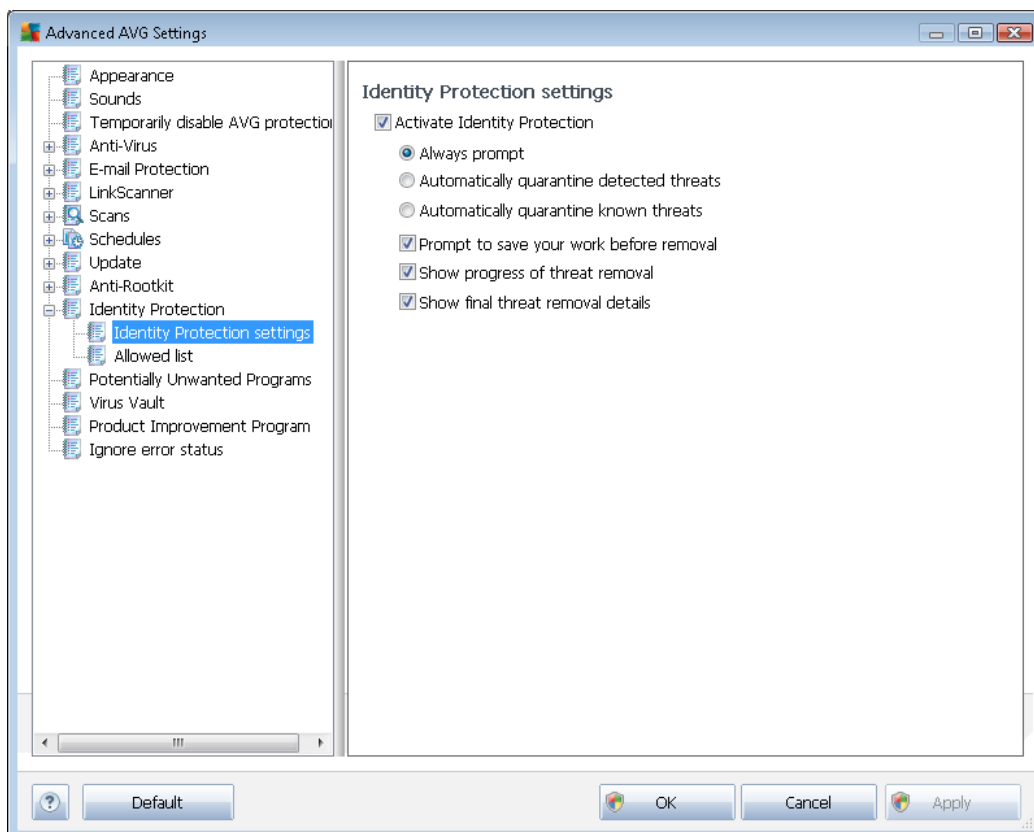 Advanced AVG Settings
Appearance
Sounds
Temporarily disable AVG protection
Anti-Virus
E-mail Protection
LinkScanner
Scans
Schedules
Update
Anti-Rootkit
Identity Protection
Identity Protection settings
Allowed list
Potentially Unwanted Programs
Virus Vault
Product Improvement Program
Ignore error status
Identity Protection settings
Activate Identity Protection
Always prompt
Automatically quarantine detected threats
Automatically quarantine known threats
Prompt to save your work before removal
Show progress of threat removal
Show final threat removal details
? Default OK Cancel Apply